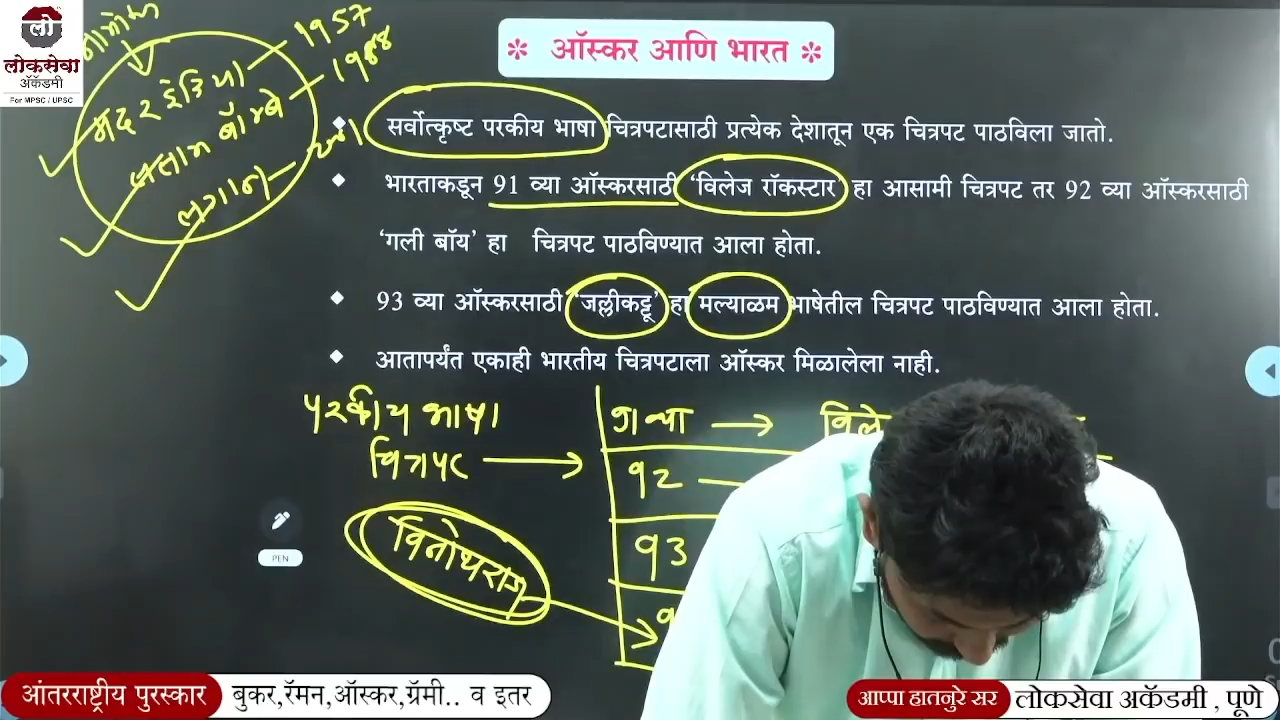 लो
लोकसेवा
अ‍ॅकॅडमी
For MPSC / UPSC
* ऑस्कर आणि भारत *
मदर इंडिया - 1957
सलाम बॉम्बे - 1988
लगान -
सर्वोत्कृष्ट परकीय भाषा चित्रपटासाठी प्रत्येक देशातून एक चित्रपट पाठविला जातो.
भारताकडून 91 व्या ऑस्करसाठी 'विलेज रॉकस्टार' हा आसामी चित्रपट तर 92 व्या ऑस्करसाठी
'गली बॉय' हा चित्रपट पाठविण्यात आला होता.
93 व्या ऑस्करसाठी 'जल्लीकट्टू' हा मल्याळम भाषेतील चित्रपट पाठविण्यात आला होता.
आतापर्यंत एकाही भारतीय चित्रपटाला ऑस्कर मिळालेला नाही.
परकीय भाषा
चित्रपट
विले
९२
९३
PEN
आंतरराष्ट्रीय पुरस्कार
बुकर,रॅमन,ऑस्कर,ग्रॅमी.. व इतर
आप्पा हातनुरे सर
लोकसेवा अकॅडमी , पूणे